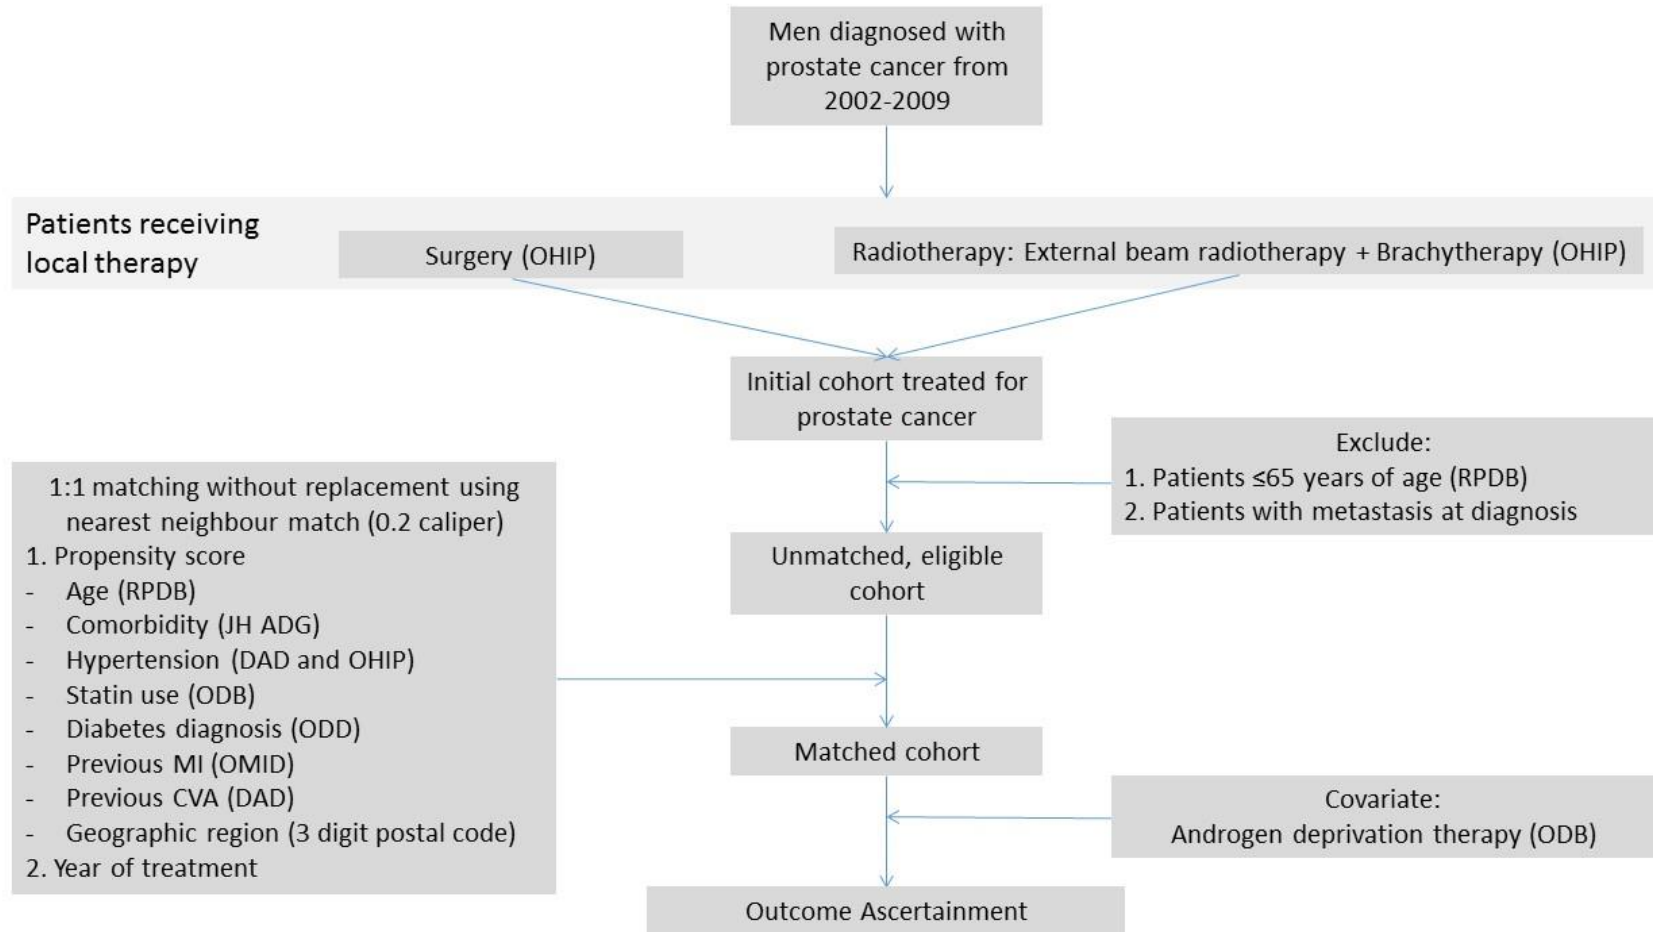 Men diagnosed with
prostate cancer from
2002-2009
Patients receiving
local therapy
Surgery (OHIP)
Radiotherapy: External beam radiotherapy + Brachytherapy (OHIP)
Initial cohort treated for
prostate cancer
Exclude:
1. Patients ≤65 years of age (RPDB)
2. Patients with metastasis at diagnosis
1:1 matching without replacement using
nearest neighbour match (0.2 caliper)
1. Propensity score
- Age (RPDB)
- Comorbidity (JH ADG)
- Hypertension (DAD and OHIP)
- Statin use (ODB)
- Diabetes diagnosis (ODD)
- Previous MI (OMID)
- Previous CVA (DAD)
- Geographic region (3 digit postal code)
2. Year of treatment
Unmatched, eligible
cohort
Matched cohort
Covariate:
Androgen deprivation therapy (ODB)
Outcome Ascertainment